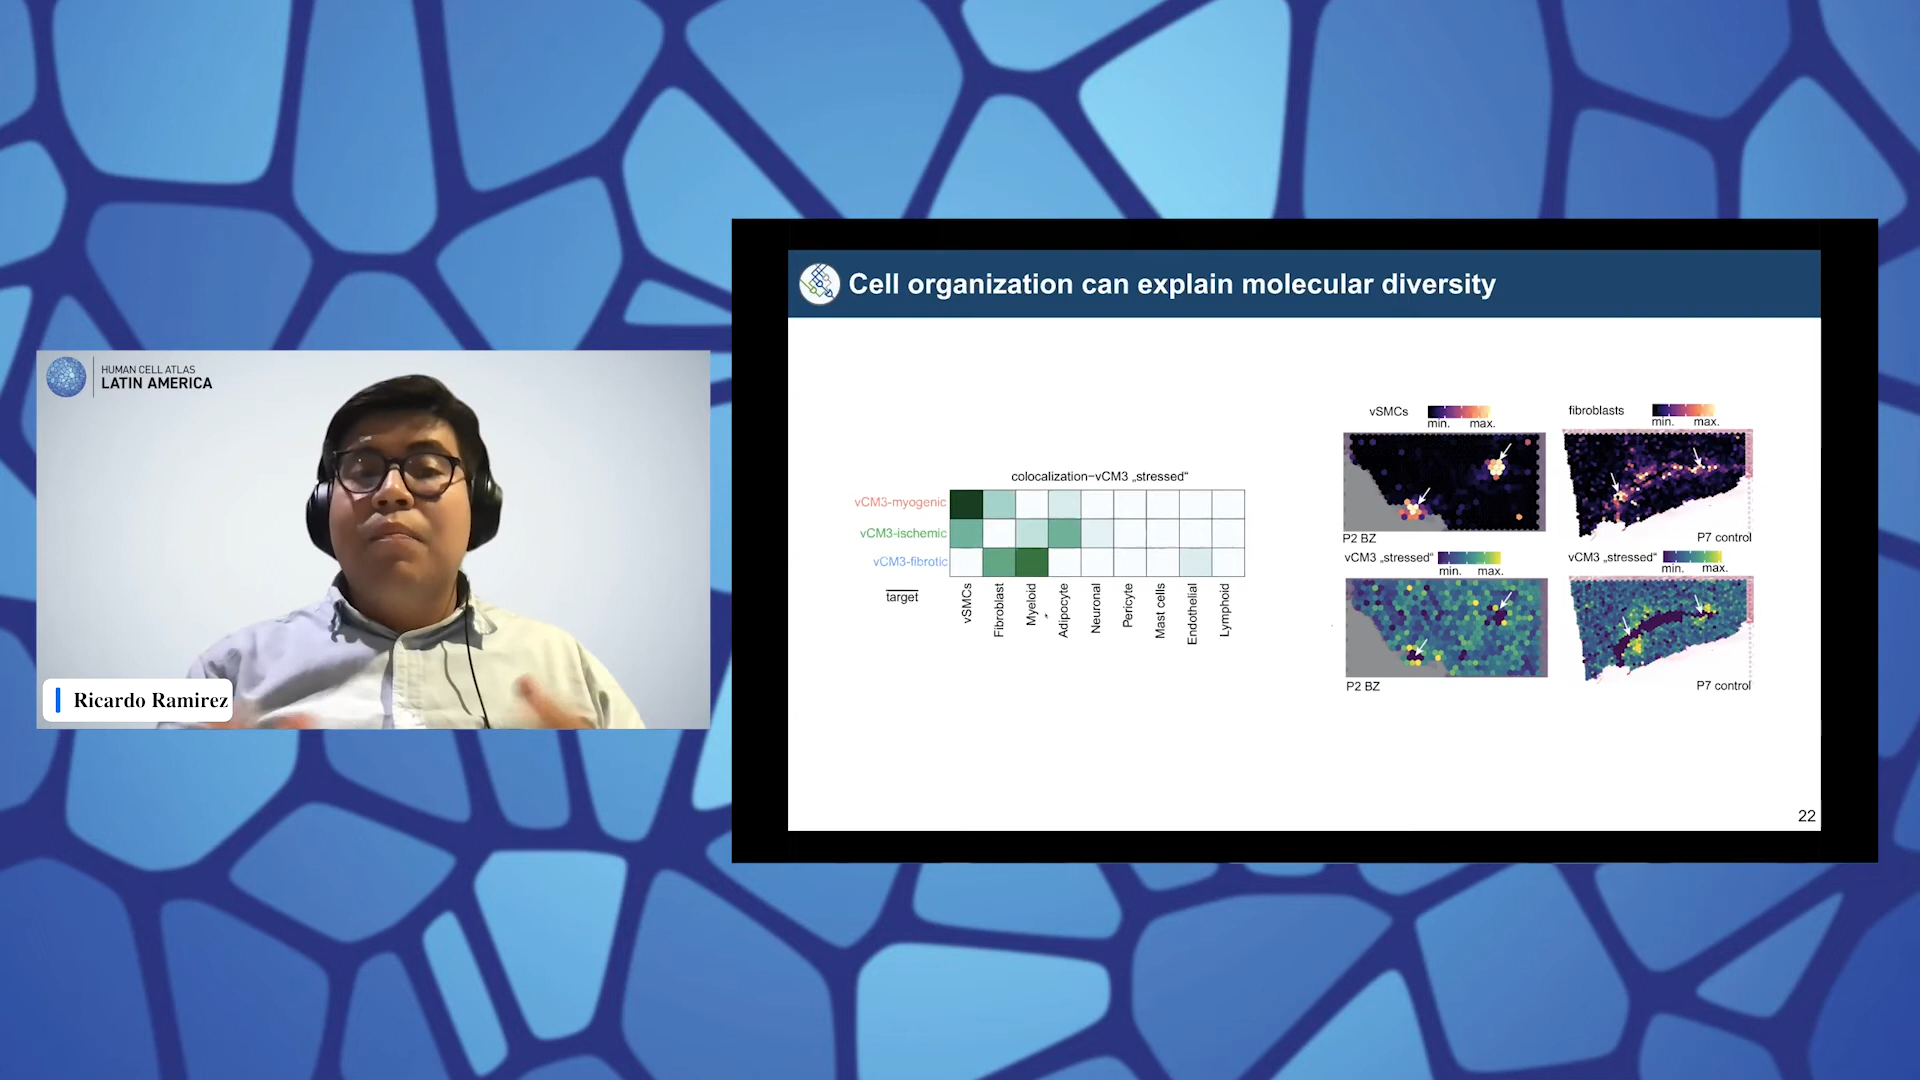 HUMAN CELL ATLAS
LATIN AMERICA
Ricardo Ramirez
Cell organization can explain molecular diversity
colocalization−vCM3 „stressed“
vCM3-myogenic
vCM3-ischemic
vCM3-fibrotic
target
vSMCs
Fibroblast
Myeloid
Adipocyte
Neuronal
Pericyte
Mast cells
Endothelial
Lymphoid
vSMCs
min. max.
P2 BZ
fibroblasts
min. max.
P7 control
vCM3 „stressed“
min. max.
P2 BZ
vCM3 „stressed“
min. max.
P7 control
22